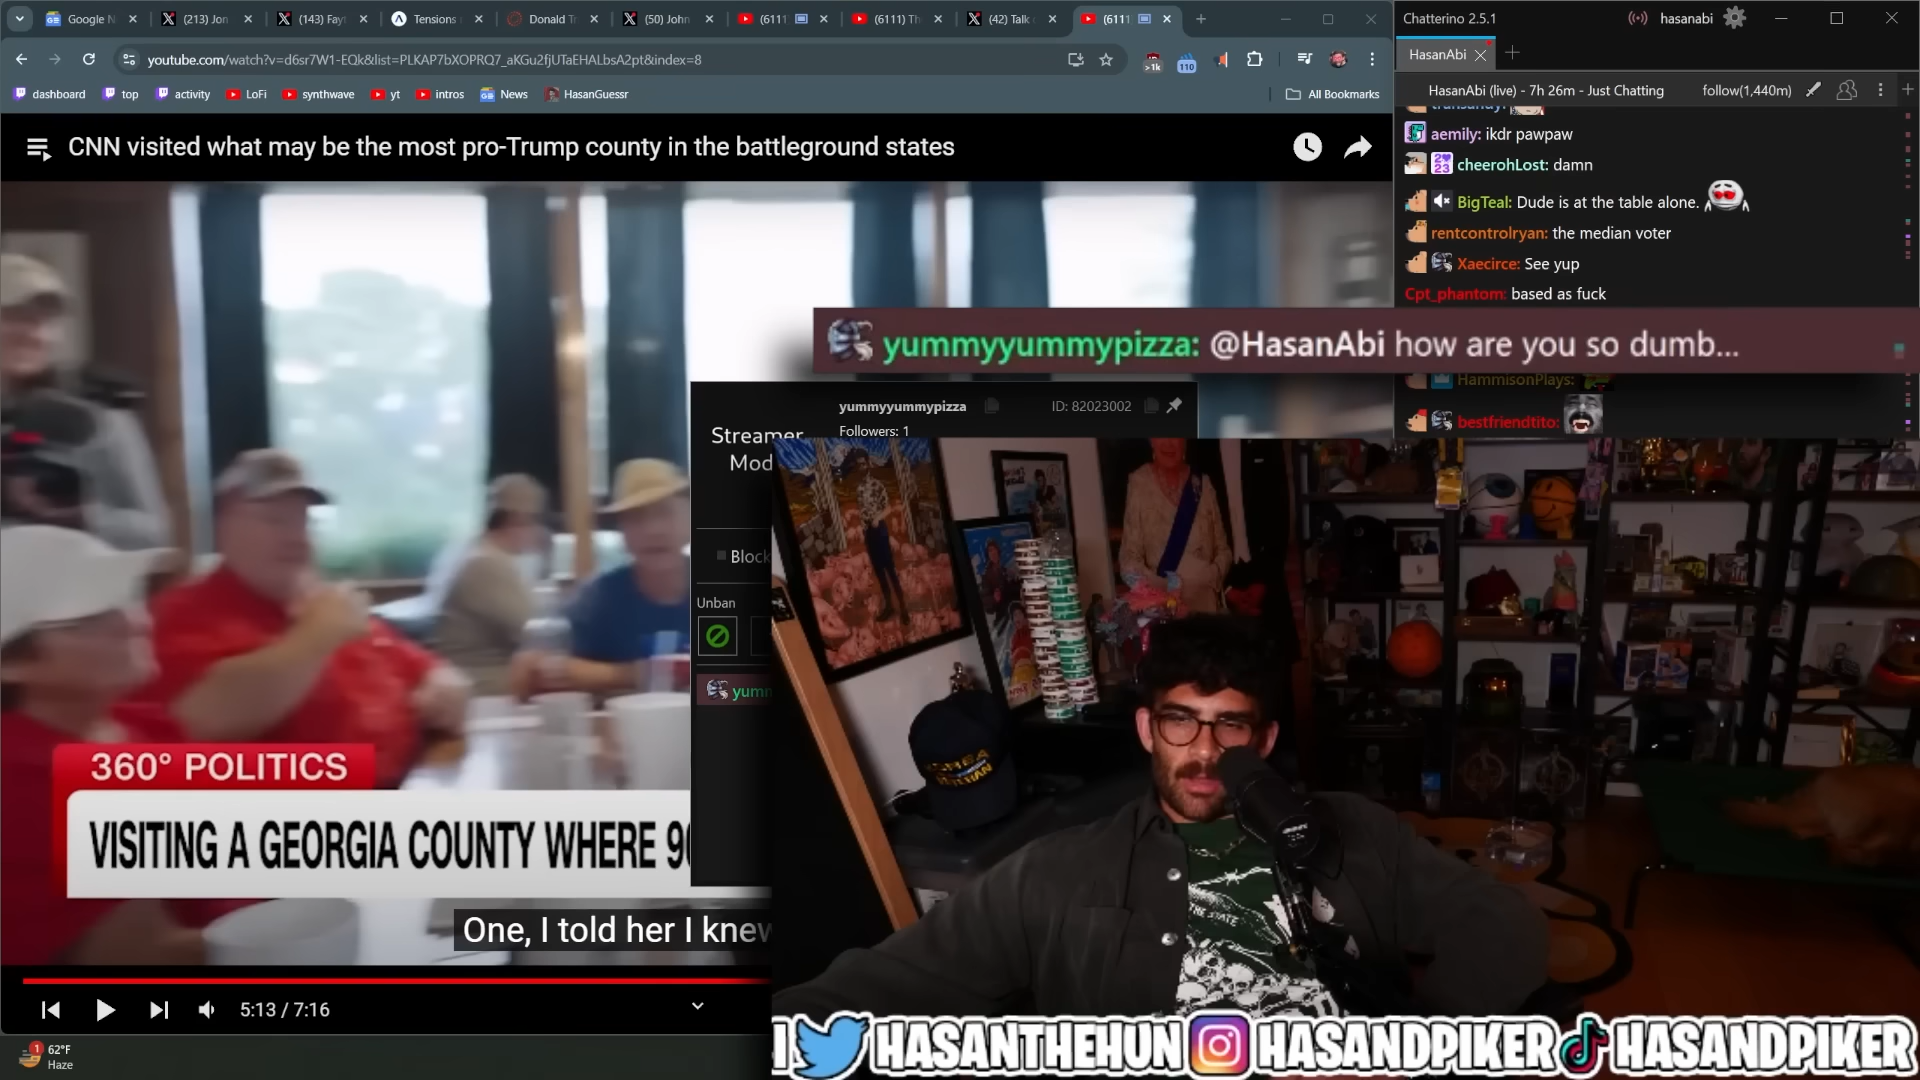 Google N
(213) Jon
(143) Fay
Tensions
Donald T
(50) John
(6111
(6111) Th
(42) Talk
(6111
youtube.com/watch?v=d6sr7W1-EQk&list=PLKAP7bXOPRQ7_aKGu2fjUTaEHALbsA2pt&index=8
>1k
110
dashboard
top
activity
LoFi
synthwave
yt
intros
News
HasanGuessr
All Bookmarks
CNN visited what may be the most pro-Trump county in the battleground states
Chatterino 2.5.1
hasanabi
HasanAbi
HasanAbi (live) - 7h 26m - Just Chatting
follow(1,440m)
aemily: ikdr pawpaw
cheerohLost: damn
BigTeal: Dude is at the table alone.
rentcontrolryan: the median voter
Xaecirce: See yup
Cpt_phantom: based as fuck
yummyyummypizza: @HasanAbi how are you so dumb...
HammisonPlays:
bestfriendtito:
yummyyummypizza
ID: 82023002
Followers: 1
Streamer
Mod
Block
Unban
yumm
360° POLITICS
VISITING A GEORGIA COUNTY WHERE 90
One, I told her I knew
5:13 / 7:16
1
62°F
Haze
HASANTHEHUN
HASANDPIKER
HASANDPIKER